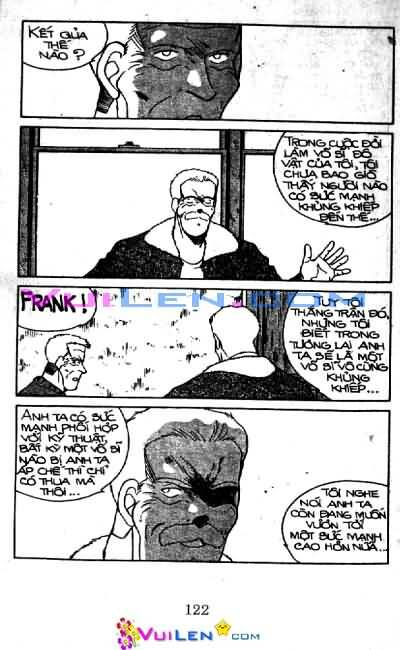 KẾT QUẢ
THẾ
NÀO ?
TRONG CUỘC ĐỜI
LÀM VÕ SĨ ĐÔ
VẬT CỦA TÔI, TÔI
CHƯA BAO GIỜ
THẤY NGƯỜI NÀO
CÓ SỨC MẠNH
KHỦNG KHIẾP
ĐẾN THẾ...
FRANK !
TUY TÔI
THẮNG TRẬN ĐÓ,
NHƯNG TÔI
BIẾT TRONG
TƯƠNG LAI ANH
TA SẼ LÀ MỘT
VÕ SĨ VÔ CÙNG
KHỦNG
KHIẾP...
VUILEN.COM
ANH TA CÓ SỨC
MẠNH PHỐI HỢP
VỚI KỸ THUẬT,
BẤT KỲ MỘT VÕ SĨ
NÀO BỊ ANH TA
ÁP CHẾ THÌ CHỈ
CÓ THUA MÀ
THÔI...
TÔI NGHE
NÓI ANH TA
CÒN ĐANG MUỐN
VƯƠN TỚI
MỘT SỨC MẠNH
CAO HƠN NỮA...
122
VUILEN.COM